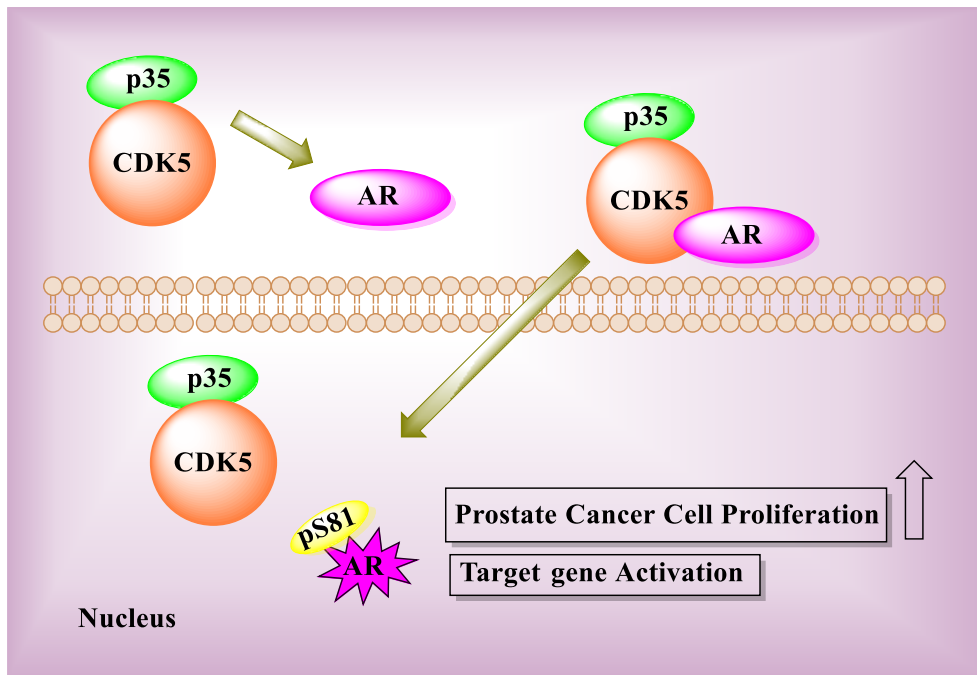 p35
CDK5
AR
p35
CDK5
AR
p35
CDK5
pS81
AR
Prostate Cancer Cell Proliferation
Target gene Activation
Nucleus